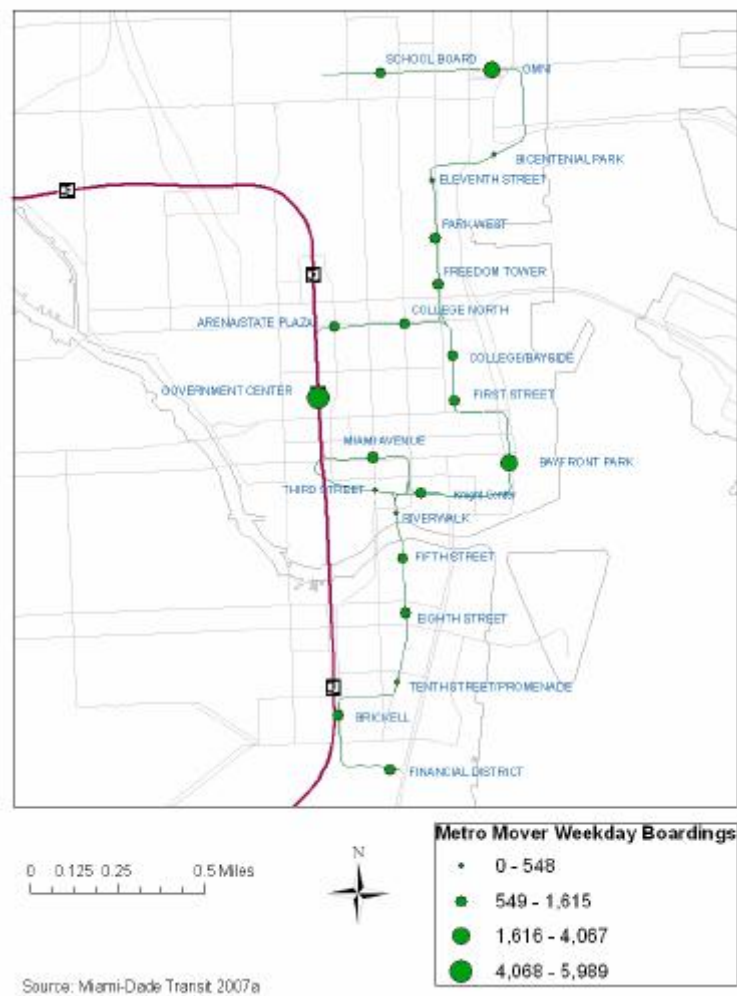 SCHOOL BOARD
OMNI
BICENTENIAL PARK
ELEVENTH STREET
PARK WEST
FREEDOM TOWER
COLLEGE NORTH
ARENA/STATE PLAZA
COLLEGE/BAYSIDE
GOVERNMENT CENTER
FIRST STREET
MIAMI AVENUE
BAYFRONT PARK
THIRD STREET
Knight Center
RIVERWALK
FIFTH STREET
EIGHTH STREET
TENTH STREET/PROMENADE
BRICKELL
FINANCIAL DISTRICT
0 0.125 0.25 0.5 Miles
N
Metro Mover Weekday Boardings
0 - 548
549 - 1,615
1,616 - 4,067
4,068 - 5,989
Source: Miami-Dade Transit 2007a